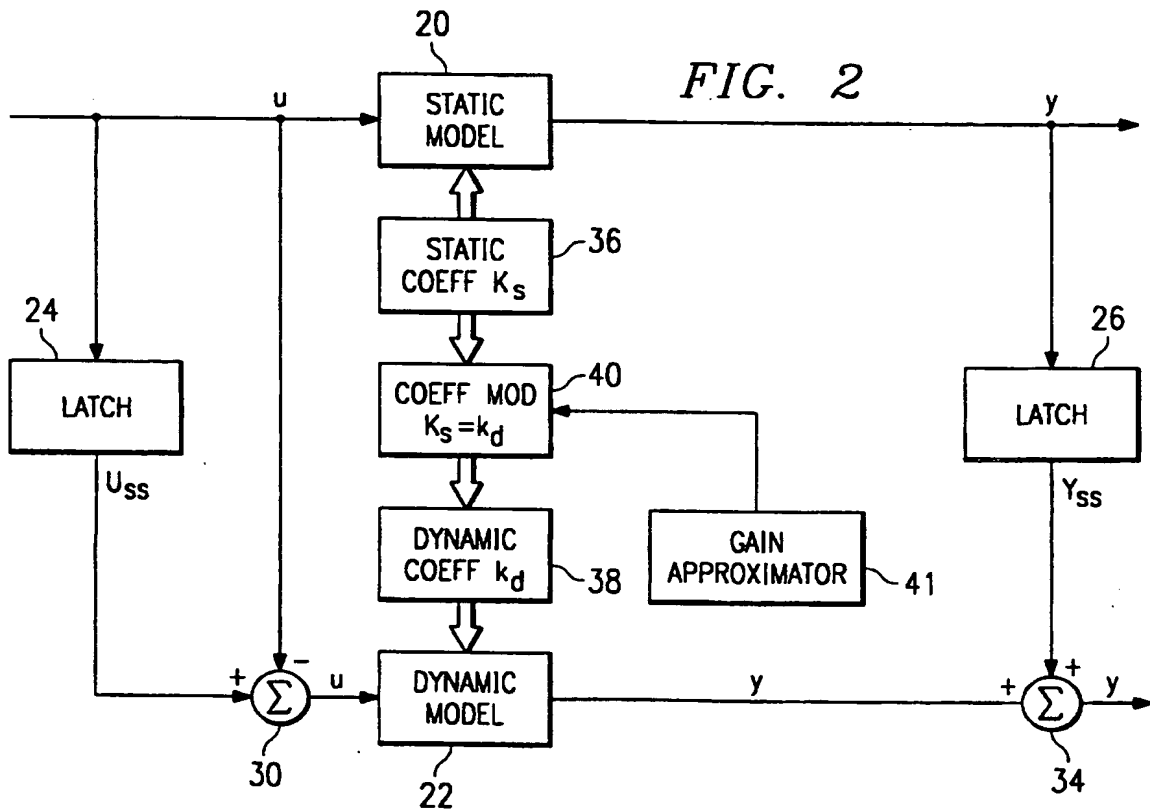 20
FIG. 2
u
STATIC
MODEL
y
STATIC
COEFF Ks
36
24
LATCH
26
LATCH
COEFF MOD
Ks=kd
40
Uss
Yss
DYNAMIC
COEFF kd
38
GAIN
APPROXIMATOR
41
+
-
Σ
u
30
DYNAMIC
MODEL
22
y
+
+
Σ
y
34